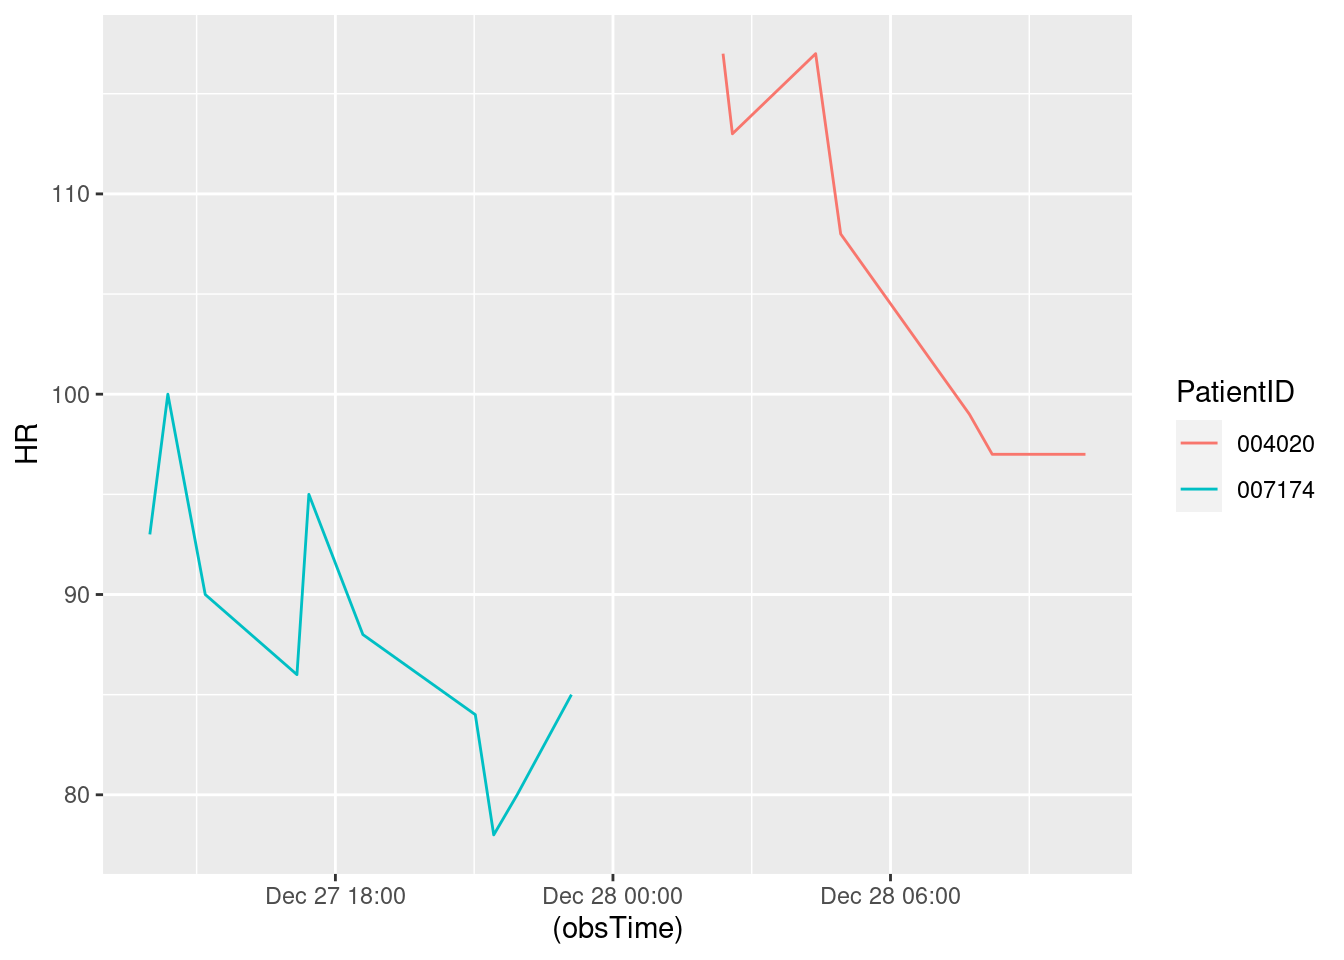 HR
110
100
90
80
Dec 27 18:00
Dec 28 00:00
Dec 28 06:00
(obsTime)
PatientID
004020
007174